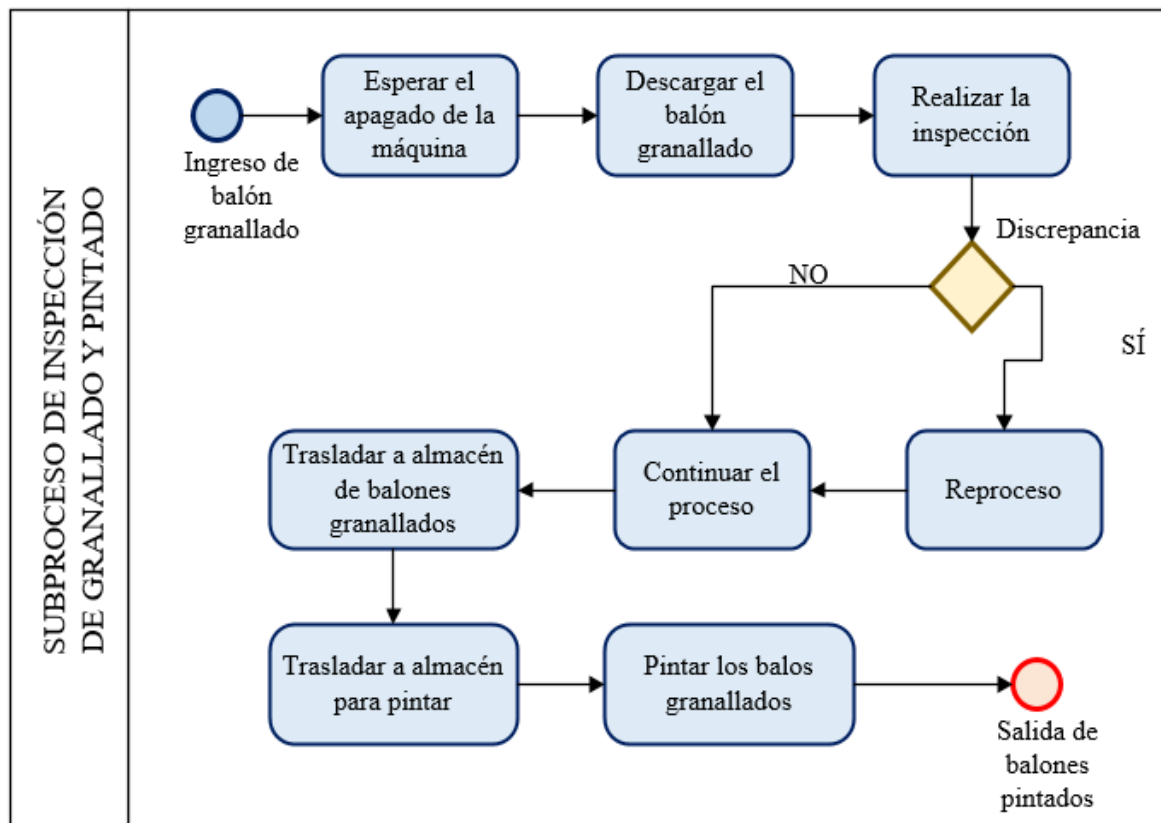 SUBPROCESO DE INSPECCIÓN
DE GRANALLADO Y PINTADO
Ingreso de
balón
granallado
Esperar el
apagado de la
máquina
Descargar el
balón
granallado
Realizar la
inspección
Discrepancia
NO
SÍ
Reproceso
Continuar el
proceso
Trasladar a almacén
de balones
granallados
Trasladar a almacén
para pintar
Pintar los balos
granallados
Salida de
balones
pintados